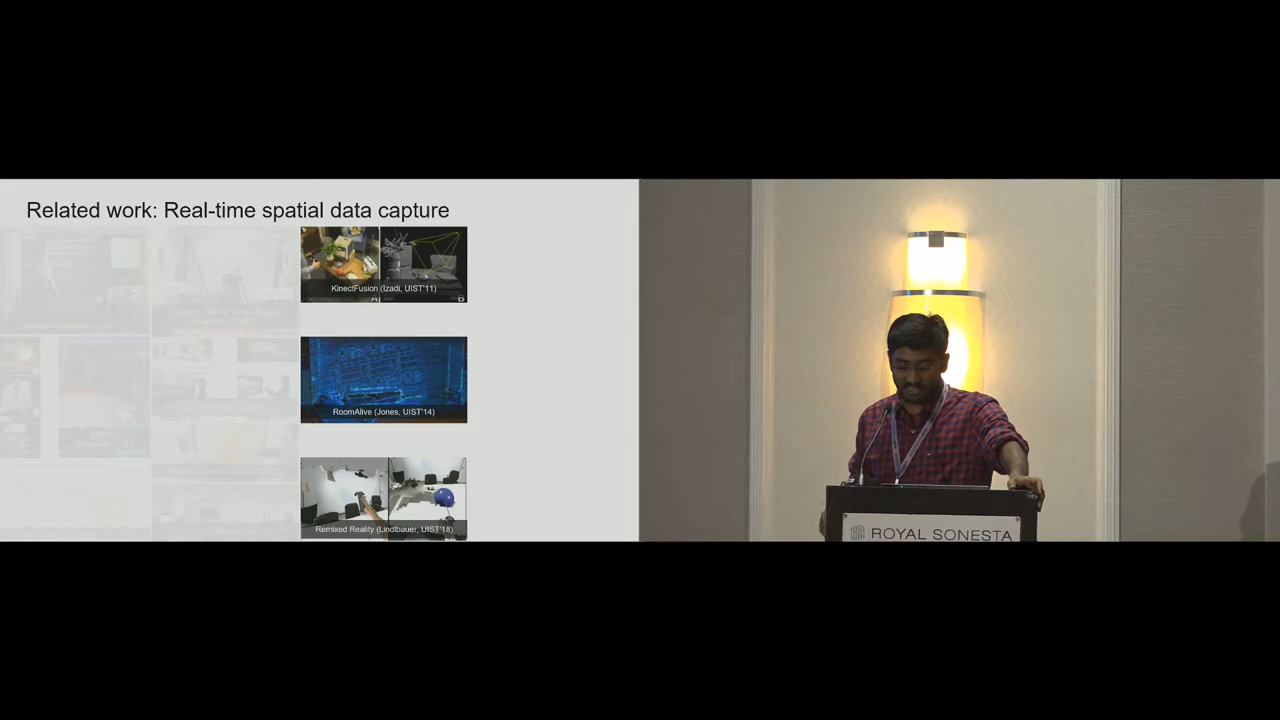 Related work: Real-time spatial data capture
KinectFusion (Izadi, UIST'11)
A
B
RoomAlive (Jones, UIST'14)
Remixed Reality (Lindlbauer, UIST'18)
ROYAL SONESTA